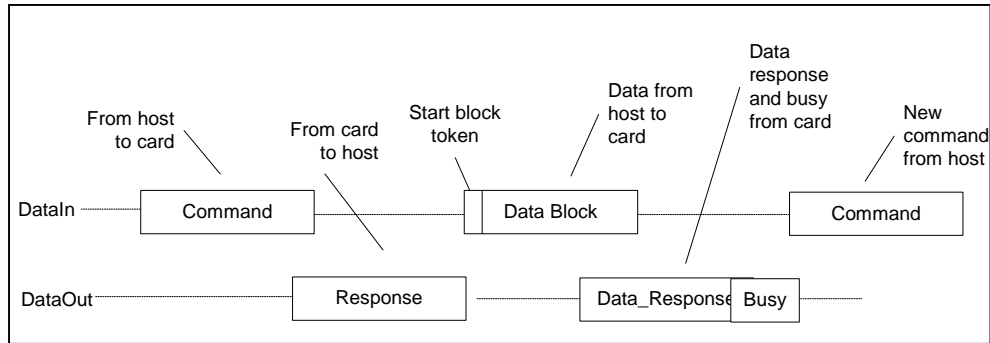 From host
to card
From card
to host
Start block
token
Data from
host to
card
Data
response
and busy
from card
New
command
from host
DataIn
Command
Data Block
Command
DataOut
Response
Data_Response
Busy